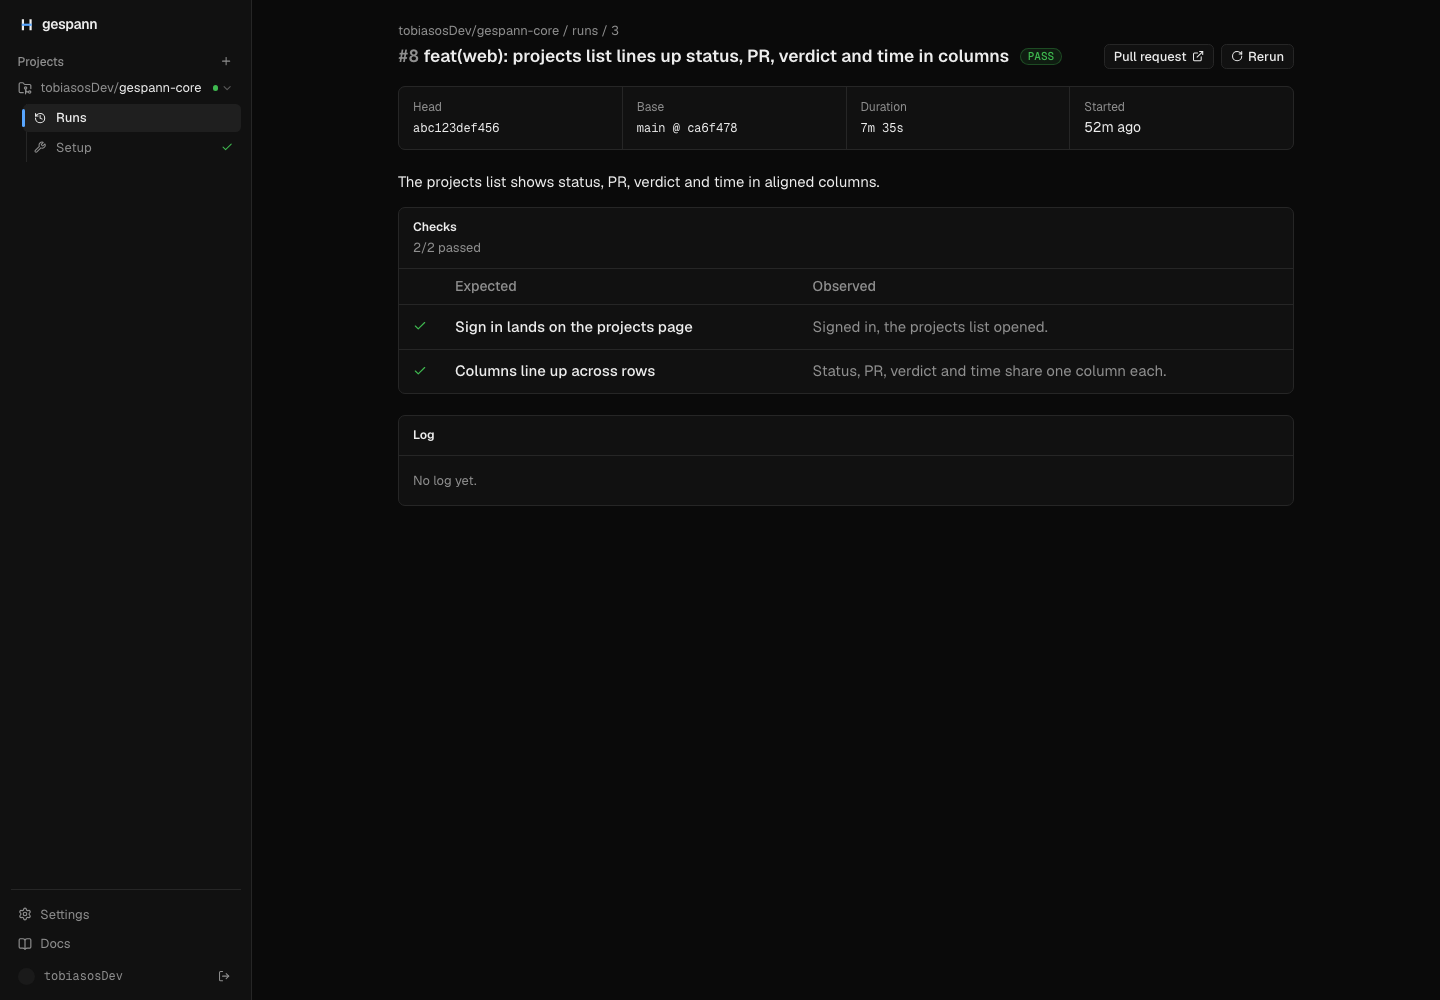 gespann
Projects
tobiasosDev/gespann-core
Runs
Setup
Settings
Docs
tobiasosDev
tobiasosDev/gespann-core / runs / 3
#8 feat(web): projects list lines up status, PR, verdict and time in columns PASS
Pull request Rerun
Head Base Duration Started
abc123def456 main @ ca6f478 7m 35s 52m ago
The projects list shows status, PR, verdict and time in aligned columns.
Checks
2/2 passed
Expected Observed
Sign in lands on the projects page Signed in, the projects list opened.
Columns line up across rows Status, PR, verdict and time share one column each.
Log
No log yet.